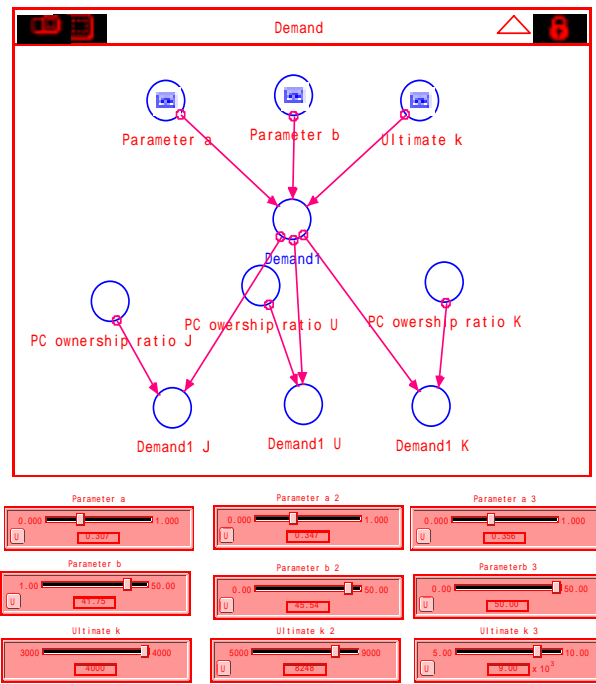 Demand
Parameter a
Parameter b
Ultimate k
Demand1
PC ownership ratio J
PC owership ratio U
PC owership ratio K
Demand1 J
Demand1 U
Demand1 K
Parameter a
Parameter a 2
Parameter a 3
0.000 1.000
0.000 1.000
0.000 1.000
U 0.307
U 0.347
U 0.356
Parameter b
Parameter b 2
Parameterb 3
1.00 50.00
0.00 50.00
0.00 50.00
U 41.75
U 45.54
U 50.00
Ultimate k
Ultimate k 2
Ultimate k 3
3000 4000
5000 9000
5.00 10.00
4000
U 8248
U 9.00 x 10³